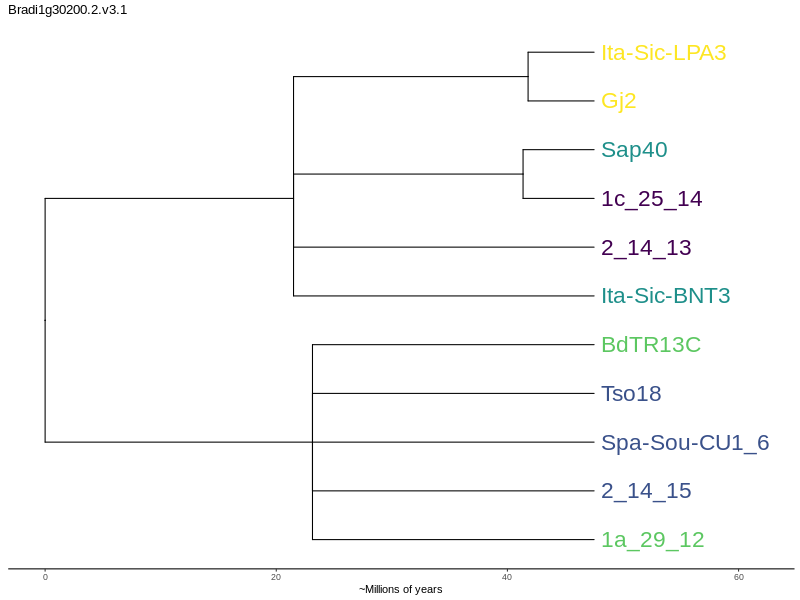 Bradi1g30200.2.v3.1
Ita-Sic-LPA3
Gj2
Sap40
1c_25_14
2_14_13
Ita-Sic-BNT3
BdTR13C
Tso18
Spa-Sou-CU1_6
2_14_15
1a_29_12
0 20 40 60
~Millions of years